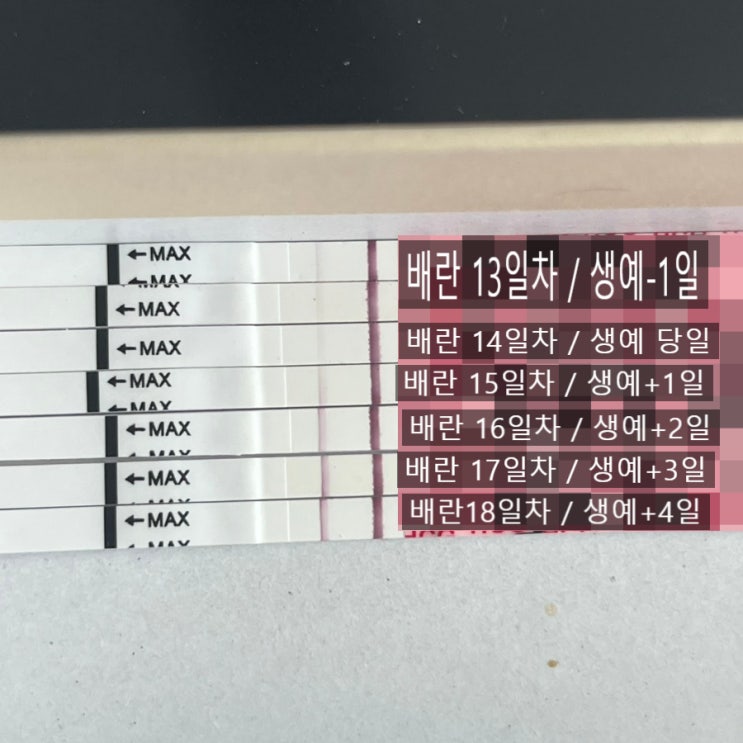 ←MAX
←MAX
←MAX
←MAX
←MAX
←MAX
←MAX
←MAX
←MAX
배란 13일차 / 생예-1일
배란 14일차 / 생예 당일
배란 15일차 / 생예+1일
배란 16일차 / 생예+2일
배란 17일차 / 생예+3일
배란18일차 / 생예+4일